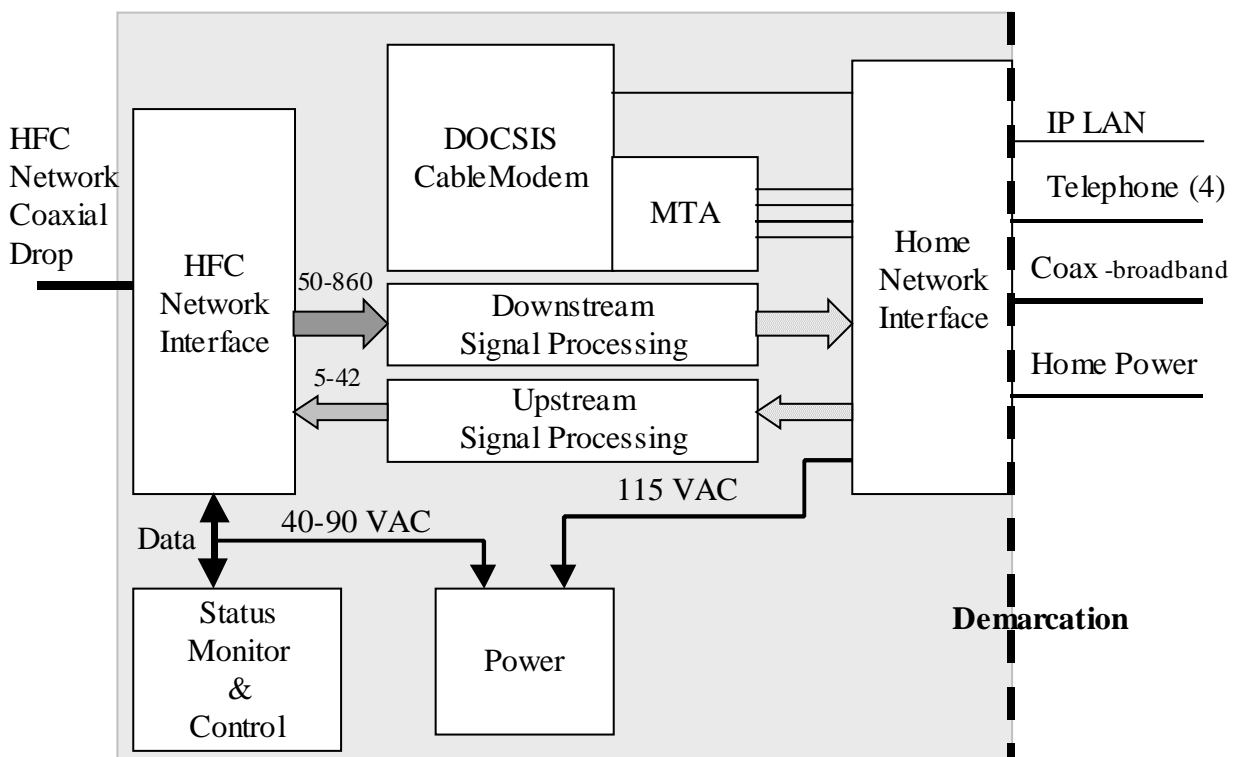 HFC
Network
Coaxial
Drop
HFC
Network
Interface
DOCSIS
CableModem
MTA
50-860
Downstream
Signal Processing
5-42
Upstream
Signal Processing
Home
Network
Interface
IP LAN
Telephone (4)
Coax -broadband
Home Power
115 VAC
40-90 VAC
Data
Status
Monitor
&
Control
Power
Demarcation